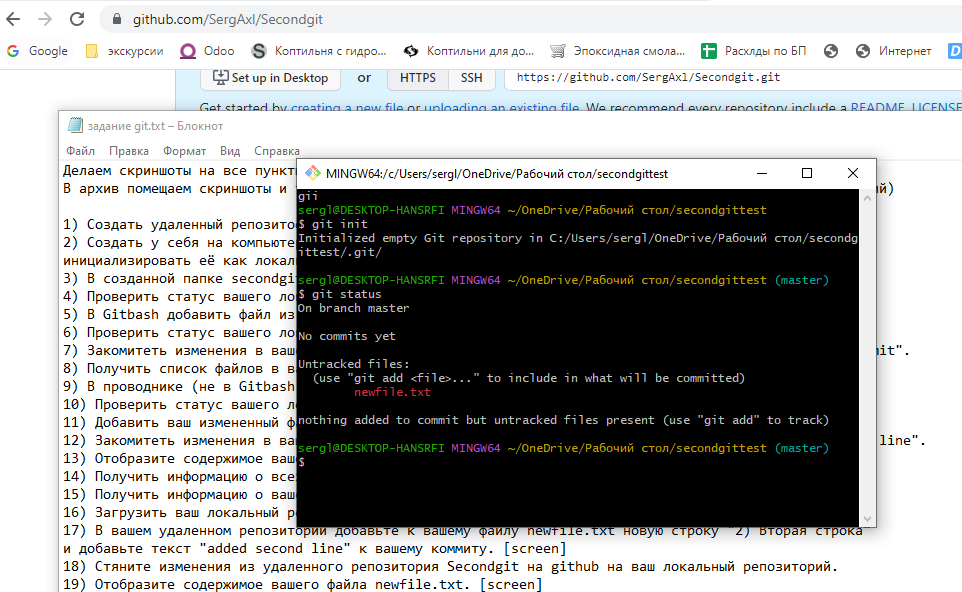 github.com/SergAxl/Secondgit
Google экскурсии Odoo Коптильня с гидро... Коптильни для до... Эпоксидная смола... Расхлды по БП Интернет
Set up in Desktop or HTTPS SSH https://github.com/SergAxl/Secondgit.git
Get started by creating a new file or uploading an existing file. We recommend every repository include a README, LICENSE
задание git.txt – Блокнот
Файл Правка Формат Вид Справка
Делаем скриншоты на все пункты
В архив помещаем скриншоты и
1) Создать удаленный репозито
2) Создать у себя на компьюте
инициализировать её как локал
3) В созданной папке secondgi
4) Проверить статус вашего ло
5) В Gitbash добавить файл из
6) Проверить статус вашего ло
7) Закомитеть изменения в ваш it".
8) Получить список файлов в в
9) В проводнике (не в Gitbash
10) Проверить статус вашего л
11) Добавить ваш измененный ф
12) Закомитеть изменения в ва line".
13) Отобразите содержимое ваш
14) Получить информацию о все
15) Получить информацию о ваш
16) Загрузить ваш локальный р
17) В вашем удаленном репозитории добавьте к вашему файлу newfile.txt новую строку "2) Вторая строка"
и добавьте текст "added second line" к вашему коммиту. [screen]
18) Стяните изменения из удаленного репозитория Secondgit на github на ваш локальный репозиторий.
19) Отобразите содержимое вашего файла newfile.txt. [screen]
MINGW64:/c/Users/sergl/OneDrive/Рабочий стол/secondgittest
gii
sergl@DESKTOP-HANSRFI MINGW64 ~/OneDrive/Рабочий стол/secondgittest
$ git init
Initialized empty Git repository in C:/Users/sergl/OneDrive/Рабочий стол/secondg
ittest/.git/
sergl@DESKTOP-HANSRFI MINGW64 ~/OneDrive/Рабочий стол/secondgittest (master)
$ git status
On branch master
No commits yet
Untracked files:
(use "git add <file>..." to include in what will be committed)
newfile.txt
nothing added to commit but untracked files present (use "git add" to track)
sergl@DESKTOP-HANSRFI MINGW64 ~/OneDrive/Рабочий стол/secondgittest (master)
$